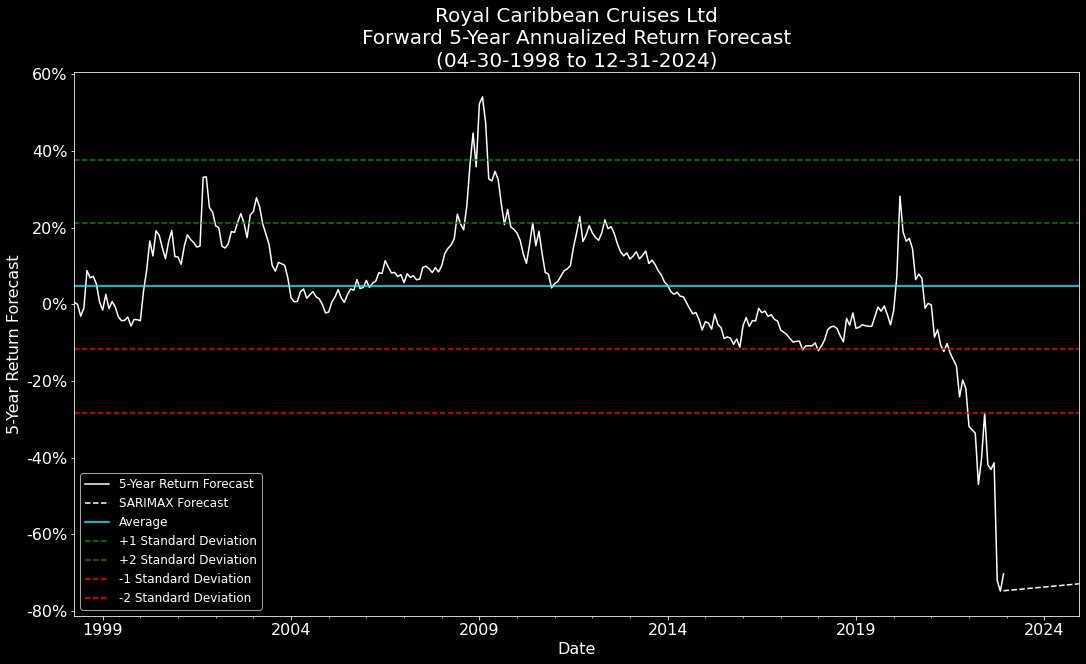 Royal Caribbean Cruises Ltd
Forward 5-Year Annualized Return Forecast
(04-30-1998 to 12-31-2024)
60%
40%
20%
0%
-20%
-40%
-60%
-80%
5-Year Return Forecast
5-Year Return Forecast
SARIMAX Forecast
Average
+1 Standard Deviation
+2 Standard Deviation
-1 Standard Deviation
-2 Standard Deviation
1999 2004 2009 2014 2019 2024
Date